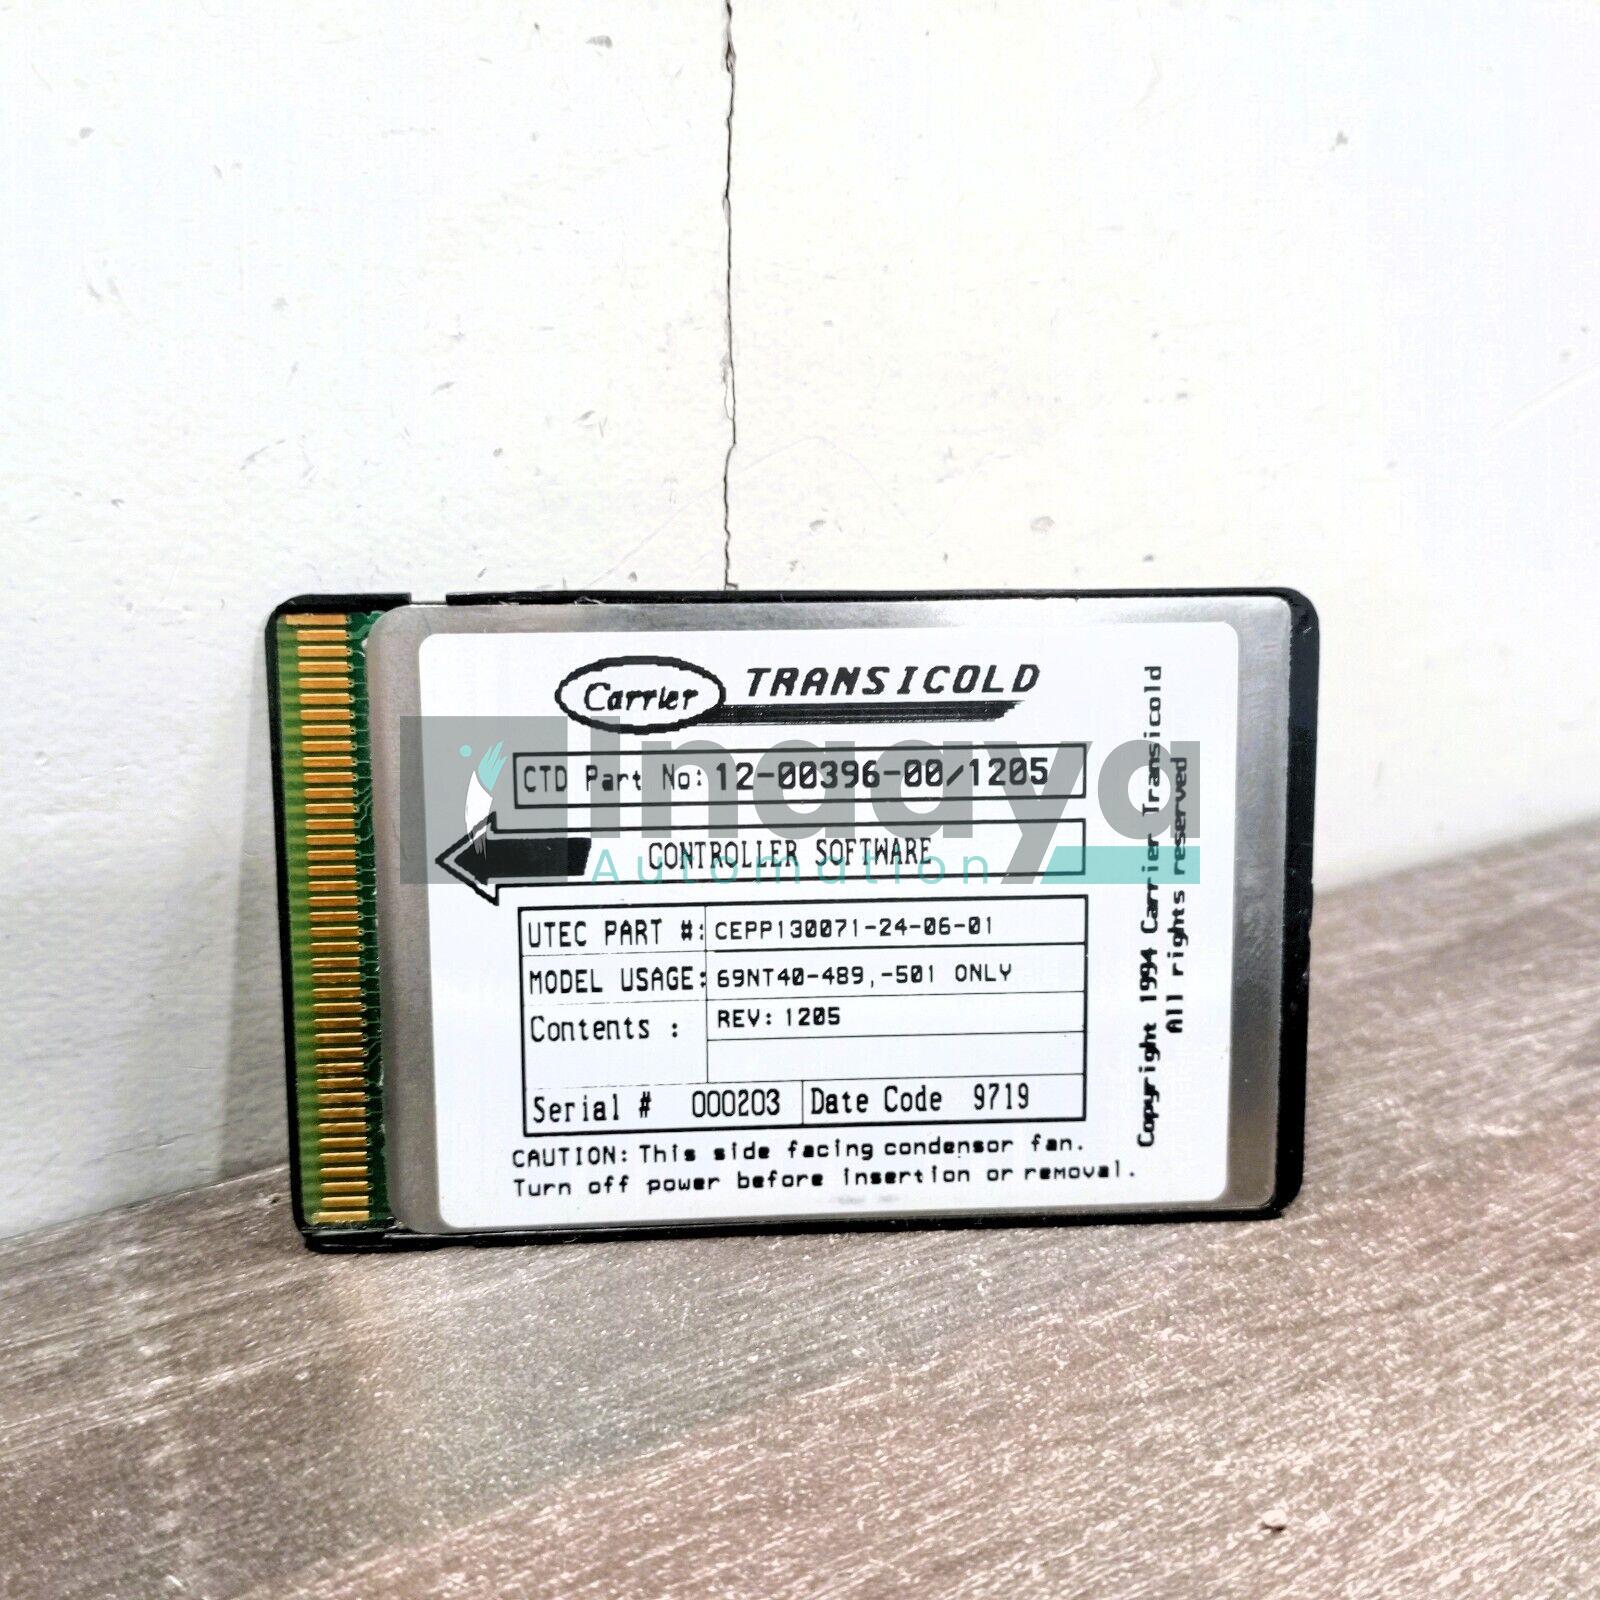 Carrier TRANSICOLD
CTD Part No: 12-00396-00/1205
CONTROLLER SOFTWARE
Inaaya
Automation
UTEC PART #: CEPP130071-24-06-01
MODEL USAGE: 69NT40-489,-501 ONLY
Contents : REV: 1205
Serial # 000203 Date Code 9719
CAUTION: This side facing condensor fan.
Turn off power before insertion or removal.
Copyright 1994 Carrier Transicold
All rights reserved